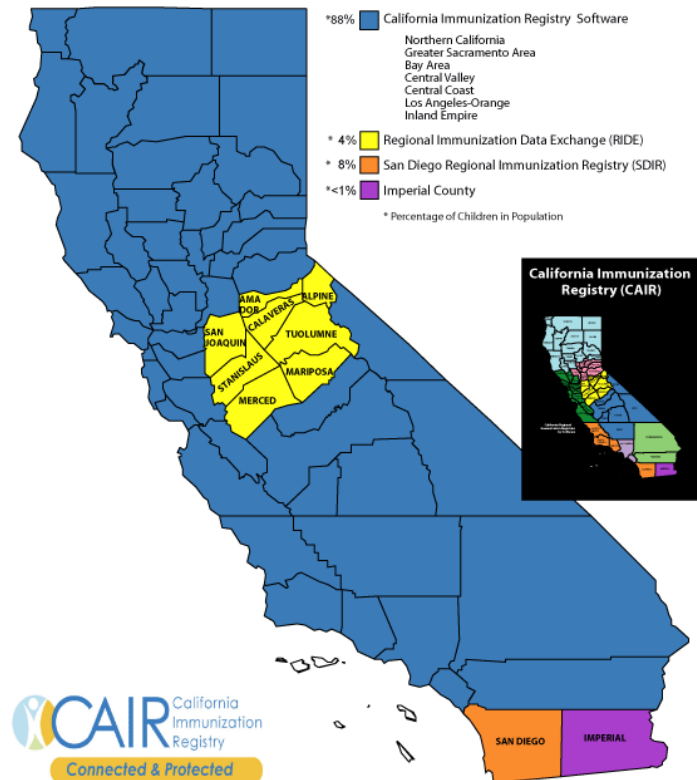 *88% California Immunization Registry Software
Northern California
Greater Sacramento Area
Bay Area
Central Valley
Central Coast
Los Angeles-Orange
Inland Empire
* 4% Regional Immunization Data Exchange (RIDE)
* 8% San Diego Regional Immunization Registry (SDIR)
*<1% Imperial County
* Percentage of Children in Population
California Immunization
Registry (CAIR)
AMA
DOR
ALPINE
CALAVERAS
SAN
JOAQUIN
TUOLUMNE
STANISLAUS
MARIPOSA
MERCED
SAN DIEGO
IMPERIAL
CAIR
California
Immunization
Registry
Connected & Protected